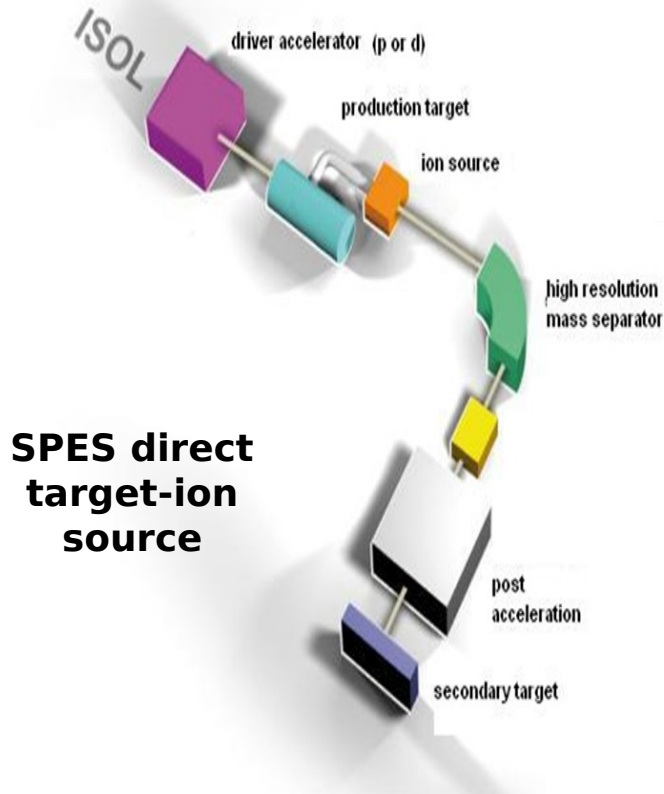 ISOL
driver accelerator (p or d)
production target
ion source
high resolution
mass separator
SPES direct
target-ion
source
post
acceleration
secondary target